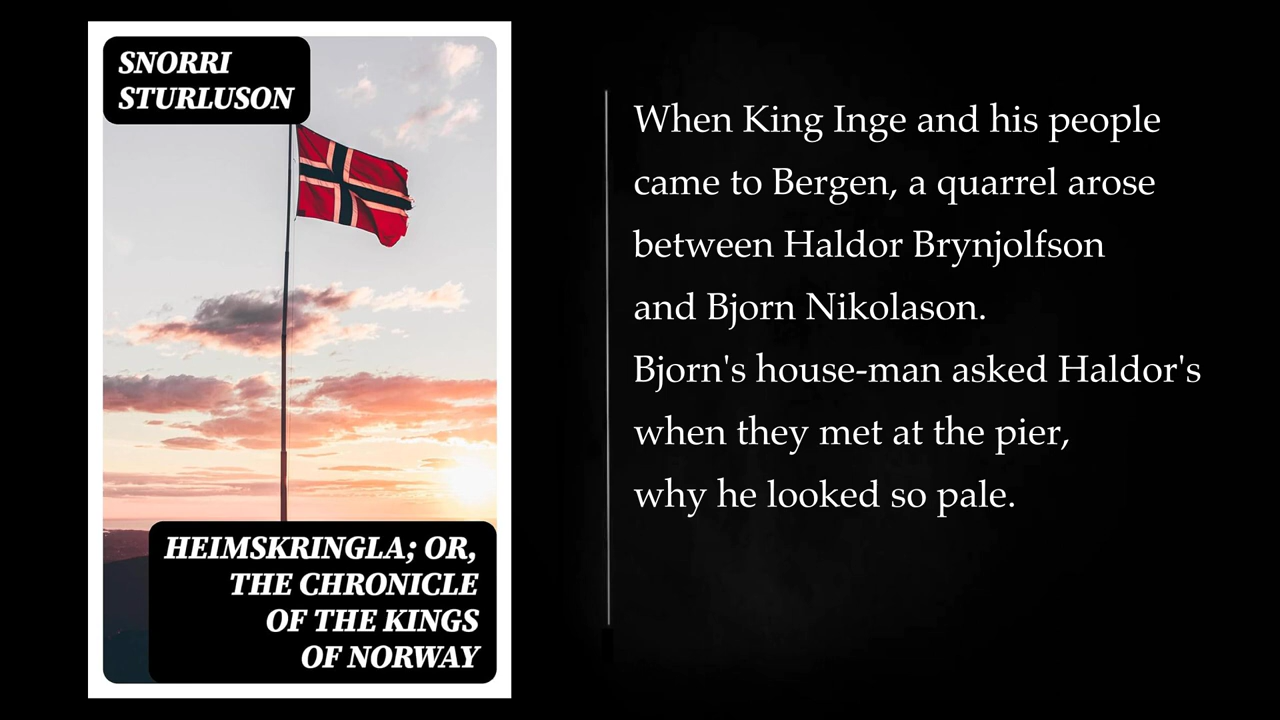 SNORRI
STURLUSON
HEIMSKRINGLA; OR,
THE CHRONICLE
OF THE KINGS
OF NORWAY
When King Inge and his people
came to Bergen, a quarrel arose
between Haldor Brynjolfson
and Bjorn Nikolason.
Bjorn's house-man asked Haldor's
when they met at the pier,
why he looked so pale.